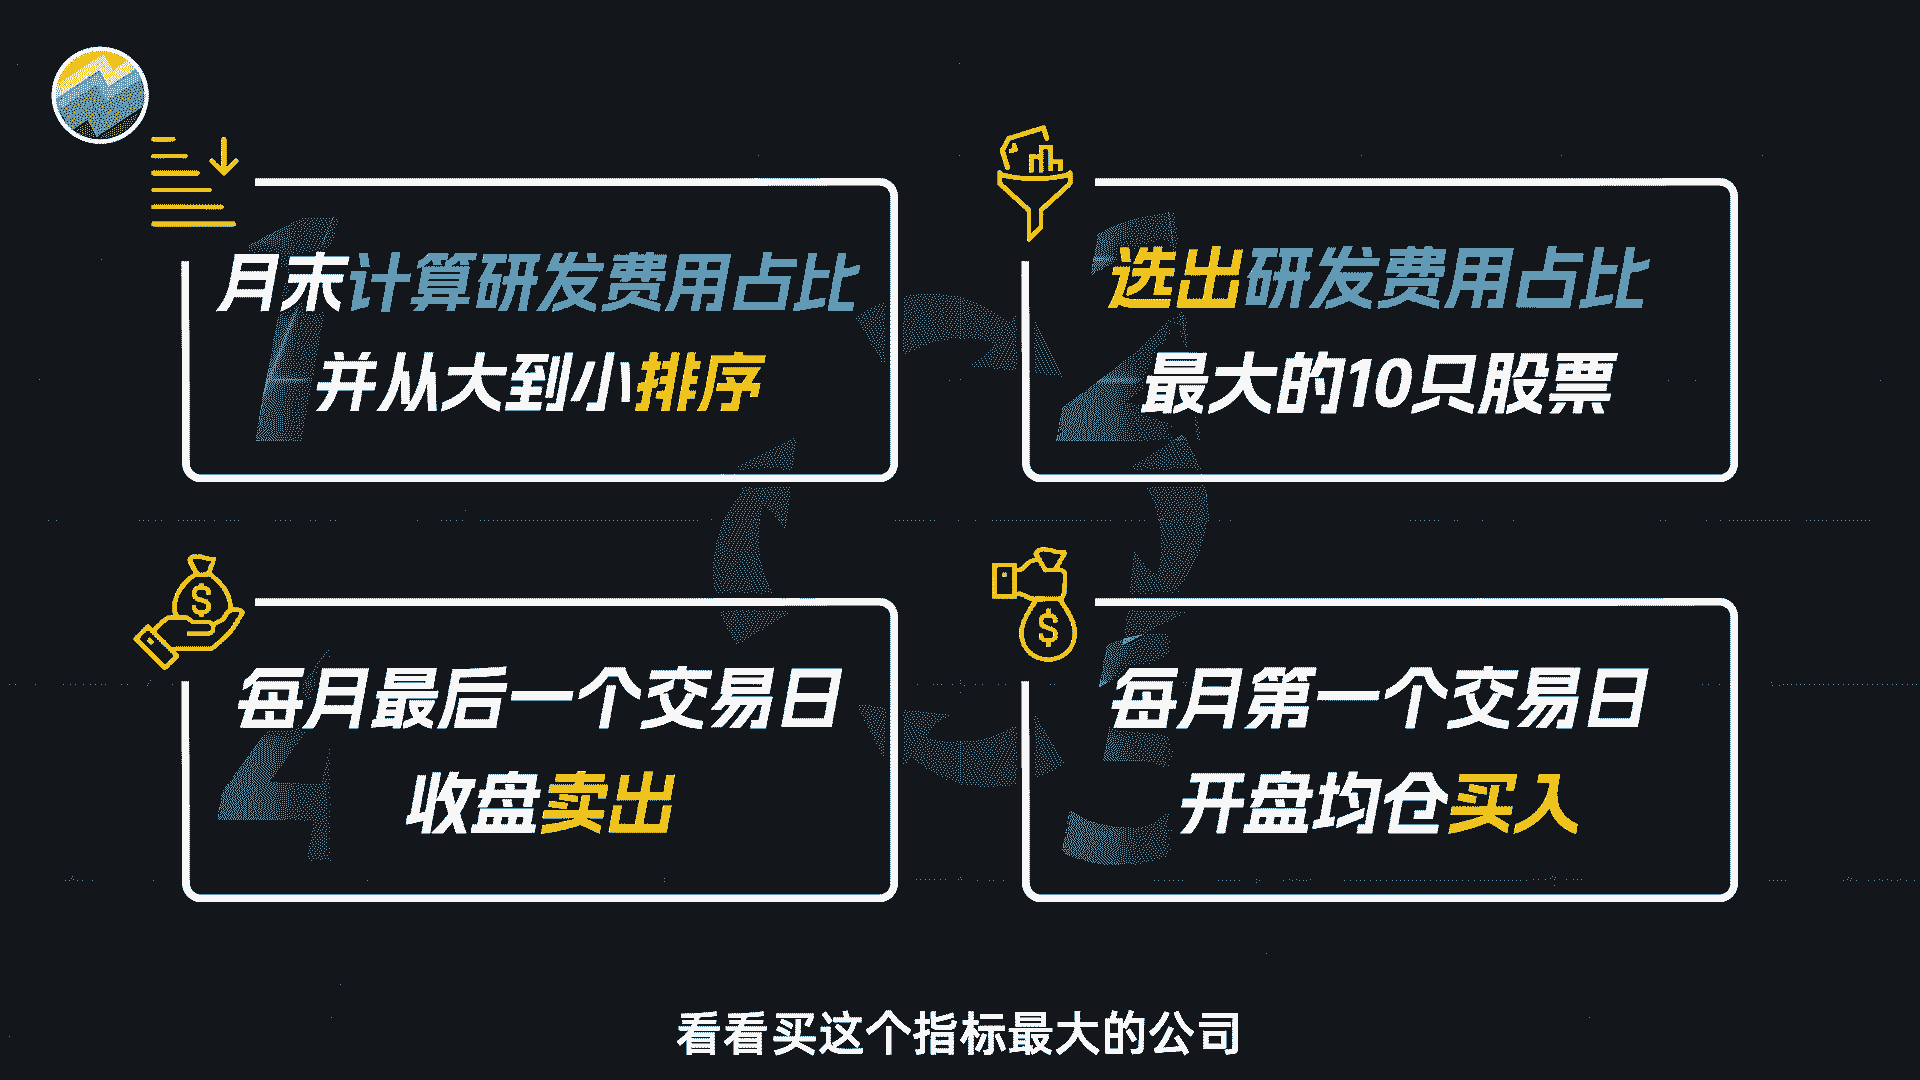 1
月末计算研发费用占比
并从大到小排序
2
选出研发费用占比
最大的10只股票
4
每月最后一个交易日
收盘卖出
3
每月第一个交易日
开盘均仓买入
看看买这个指标最大的公司